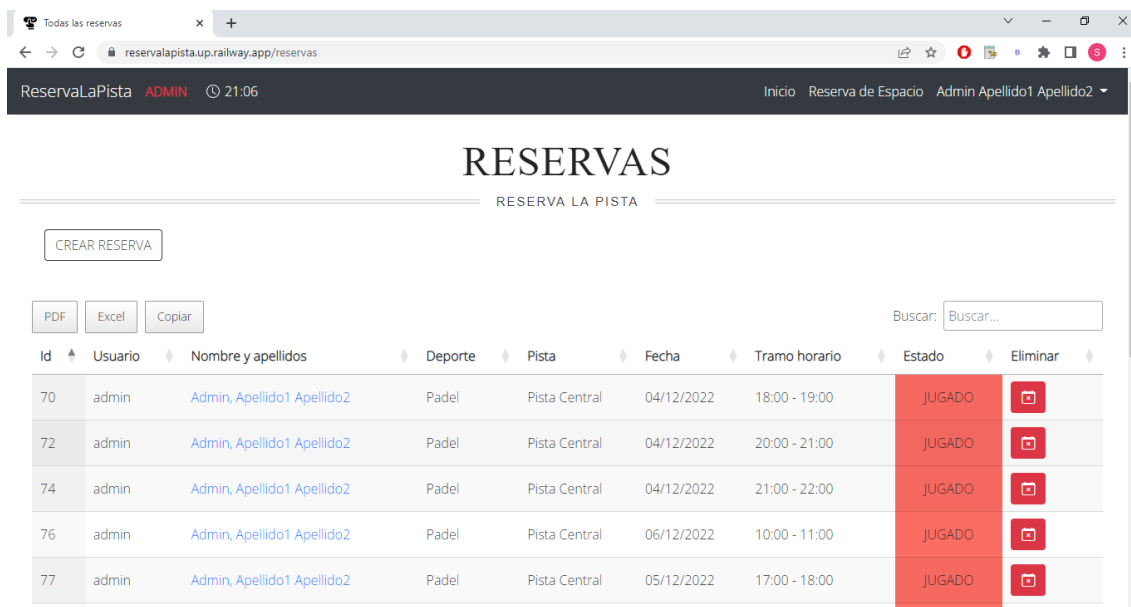 Todas las reservas
reservalapista.up.railway.app/reservas
S
ReservaLaPista ADMIN 21:06 Inicio Reserva de Espacio Admin Apellido1 Apellido2
RESERVAS
RESERVA LA PISTA
CREAR RESERVA
PDF Excel Copiar Buscar: Buscar...
Id Usuario Nombre y apellidos Deporte Pista Fecha Tramo horario Estado Eliminar
70 admin Admin, Apellido1 Apellido2 Padel Pista Central 04/12/2022 18:00 - 19:00 JUGADO
72 admin Admin, Apellido1 Apellido2 Padel Pista Central 04/12/2022 20:00 - 21:00 JUGADO
74 admin Admin, Apellido1 Apellido2 Padel Pista Central 04/12/2022 21:00 - 22:00 JUGADO
76 admin Admin, Apellido1 Apellido2 Padel Pista Central 06/12/2022 10:00 - 11:00 JUGADO
77 admin Admin, Apellido1 Apellido2 Padel Pista Central 05/12/2022 17:00 - 18:00 JUGADO